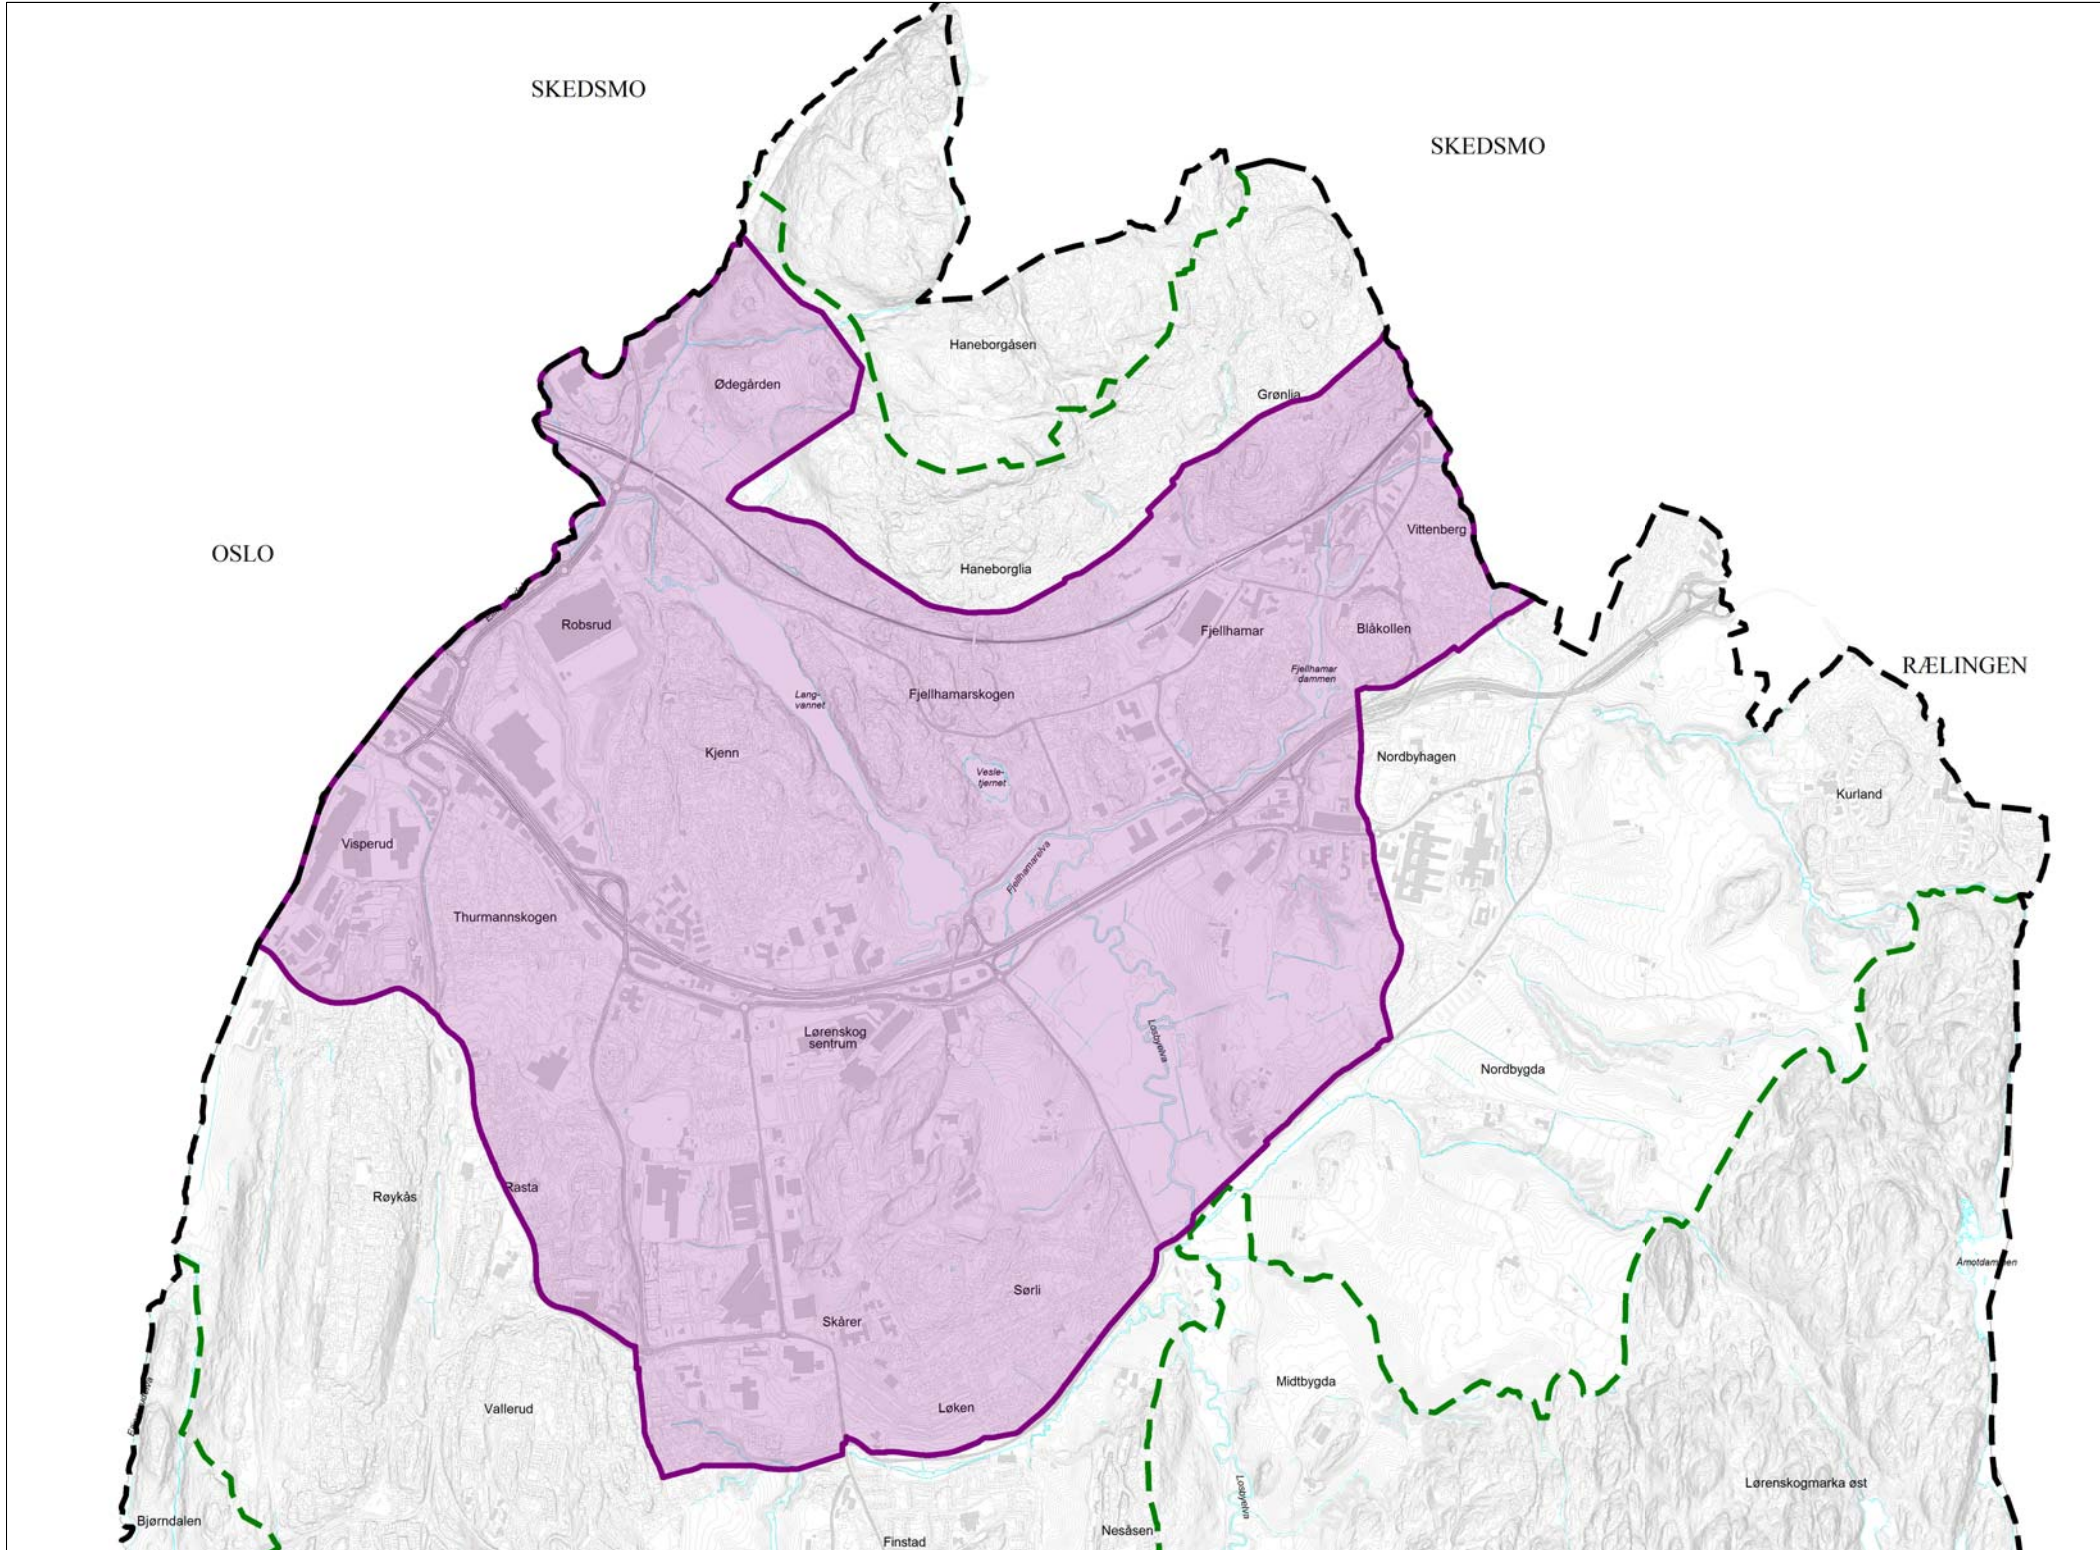 SKEDSMO
SKEDSMO
Haneborgåsen
Ødegården
Grønlia
Vittenberg
OSLO
Haneborglia
Robsrud
Fjellhamar
Blåkollen
RÆLINGEN
Fjellhamar
dammen
Lang-
vannet
Fjellhamarskogen
Kjenn
Nordbyhagen
Vesle-
tjernet
Kurland
Visperud
Fjellhamarelva
Thurmannskogen
Lørenskog
sentrum
Losbyelva
Nordbygda
Rasta
Røykås
Åmotdammen
Sørli
Skårer
Midtbygda
Løken
Vallerud
Lørenskogmarka øst
Losbyelva
Bjørndalen
Nesåsen
Finstad